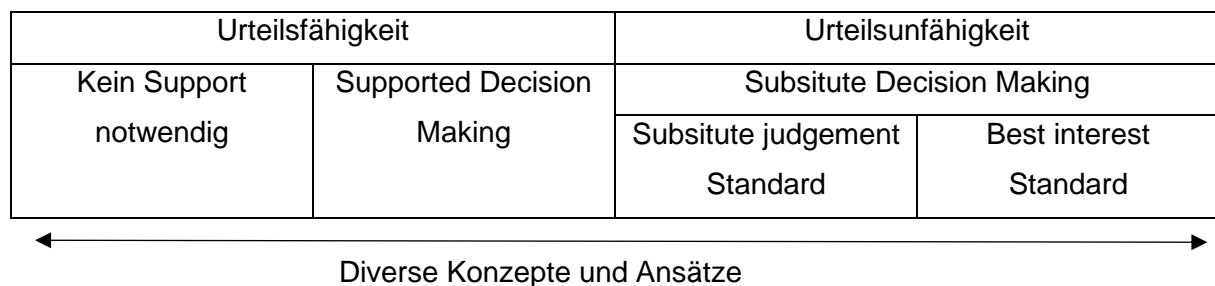 Urteilsfähigkeit
Urteilsunfähigkeit
Kein Support
notwendig
Supported Decision
Making
Subsitute Decision Making
Subsitute judgement
Standard
Best interest
Standard
Diverse Konzepte und Ansätze